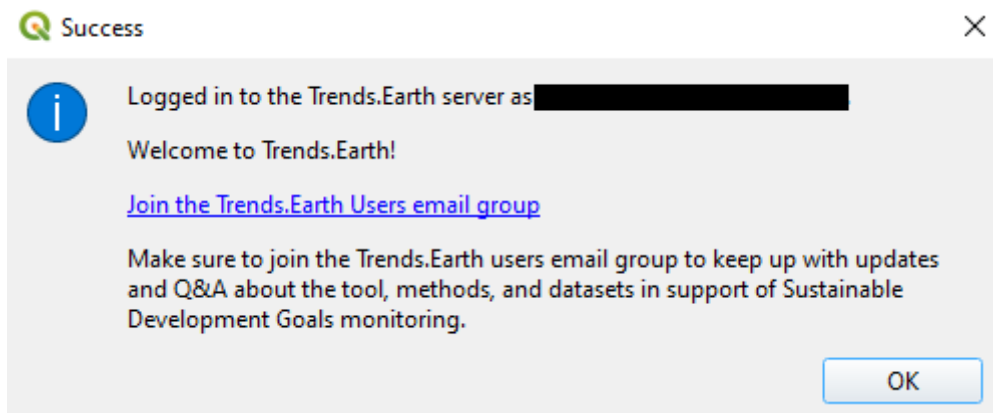 Success
Logged in to the Trends.Earth server as
Welcome to Trends.Earth!
Join the Trends.Earth Users email group
Make sure to join the Trends.Earth users email group to keep up with updates
and Q&A about the tool, methods, and datasets in support of Sustainable
Development Goals monitoring.
OK